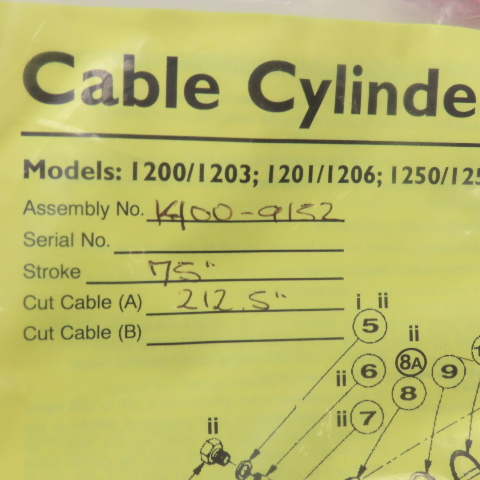 Cable Cylinde
Models: 1200/1203; 1201/1206; 1250/125
Assembly No. K100-9152
Serial No.
Stroke 75"
Cut Cable (A) 212.5"
Cut Cable (B)
i ii
5
ii
8A
ii 6
9
8
ii 7
ii